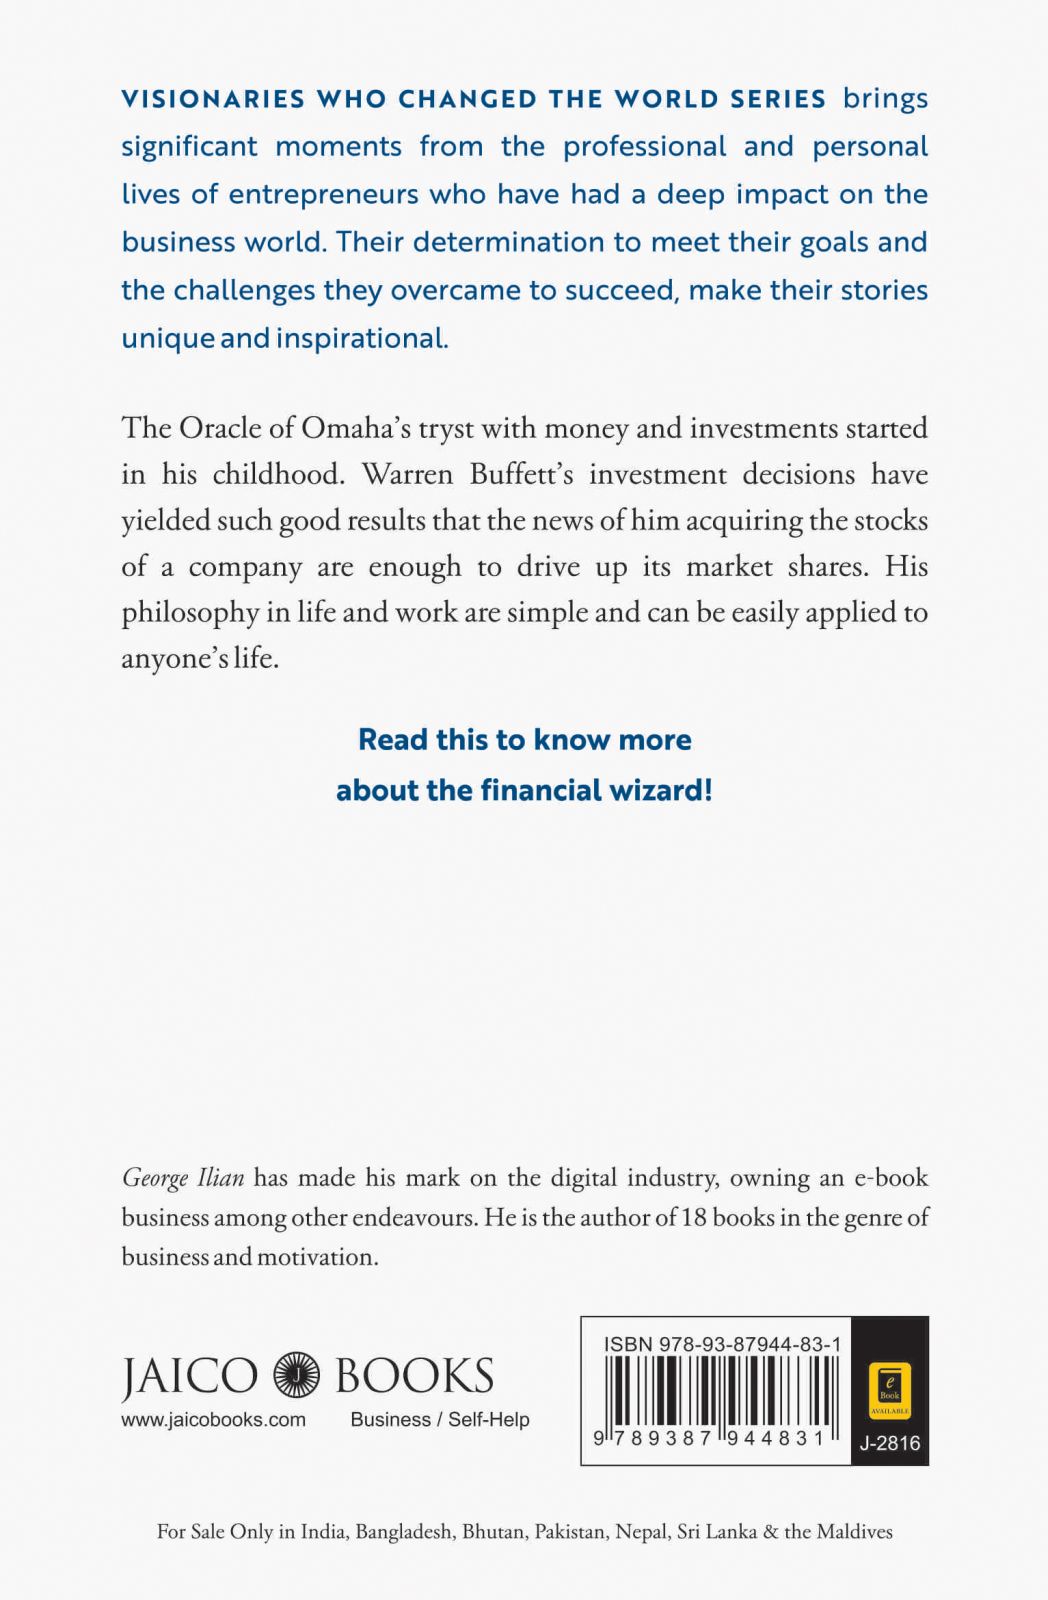 VISIONARIES WHO CHANGED THE WORLD SERIES brings
significant moments from the professional and personal
lives of entrepreneurs who have had a deep impact on the
business world. Their determination to meet their goals and
the challenges they overcame to succeed, make their stories
unique and inspirational.
The Oracle of Omaha’s tryst with money and investments started
in his childhood. Warren Buffett’s investment decisions have
yielded such good results that the news of him acquiring the stocks
of a company are enough to drive up its market shares. His
philosophy in life and work are simple and can be easily applied to
anyone’s life.
Read this to know more
about the financial wizard!
George Ilian has made his mark on the digital industry, owning an e-book
business among other endeavours. He is the author of 18 books in the genre of
business and motivation.
JAICO J BOOKS
www.jaicobooks.com Business / Self-Help
ISBN 978-93-87944-83-1
9 789387 944831
e
Book
AVAILABLE
J-2816
For Sale Only in India, Bangladesh, Bhutan, Pakistan, Nepal, Sri Lanka & the Maldives